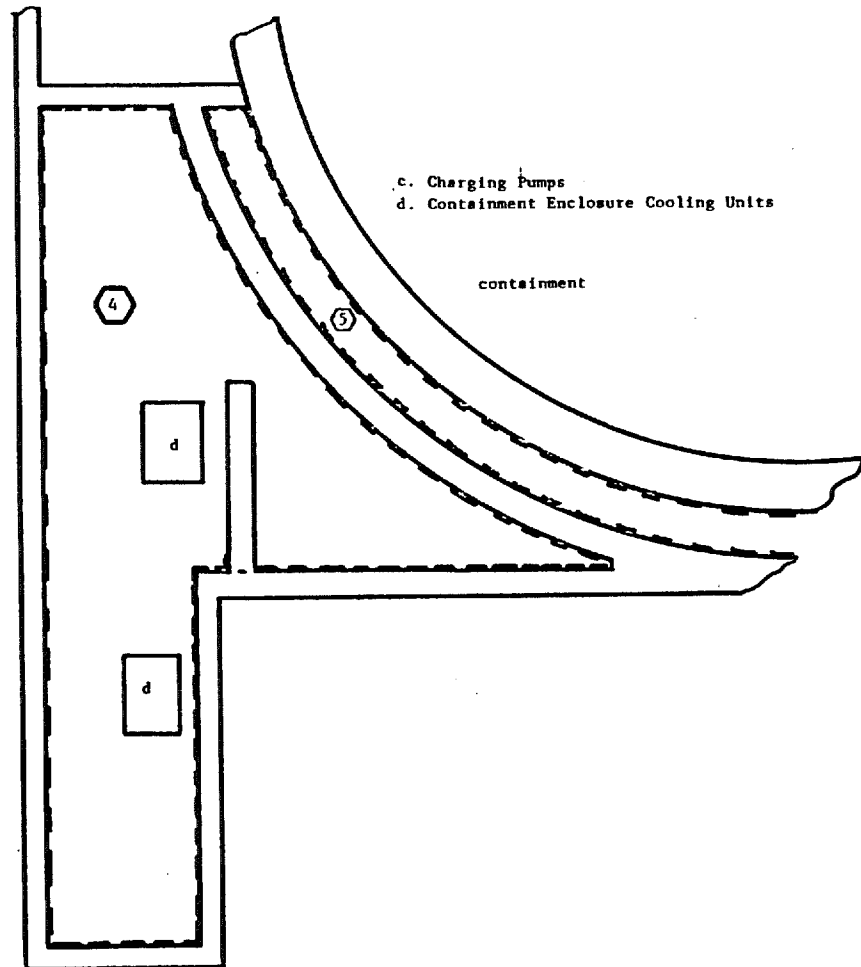 c. Charging Pumps
d. Containment Enclosure Cooling Units
containment
4
5
d
d